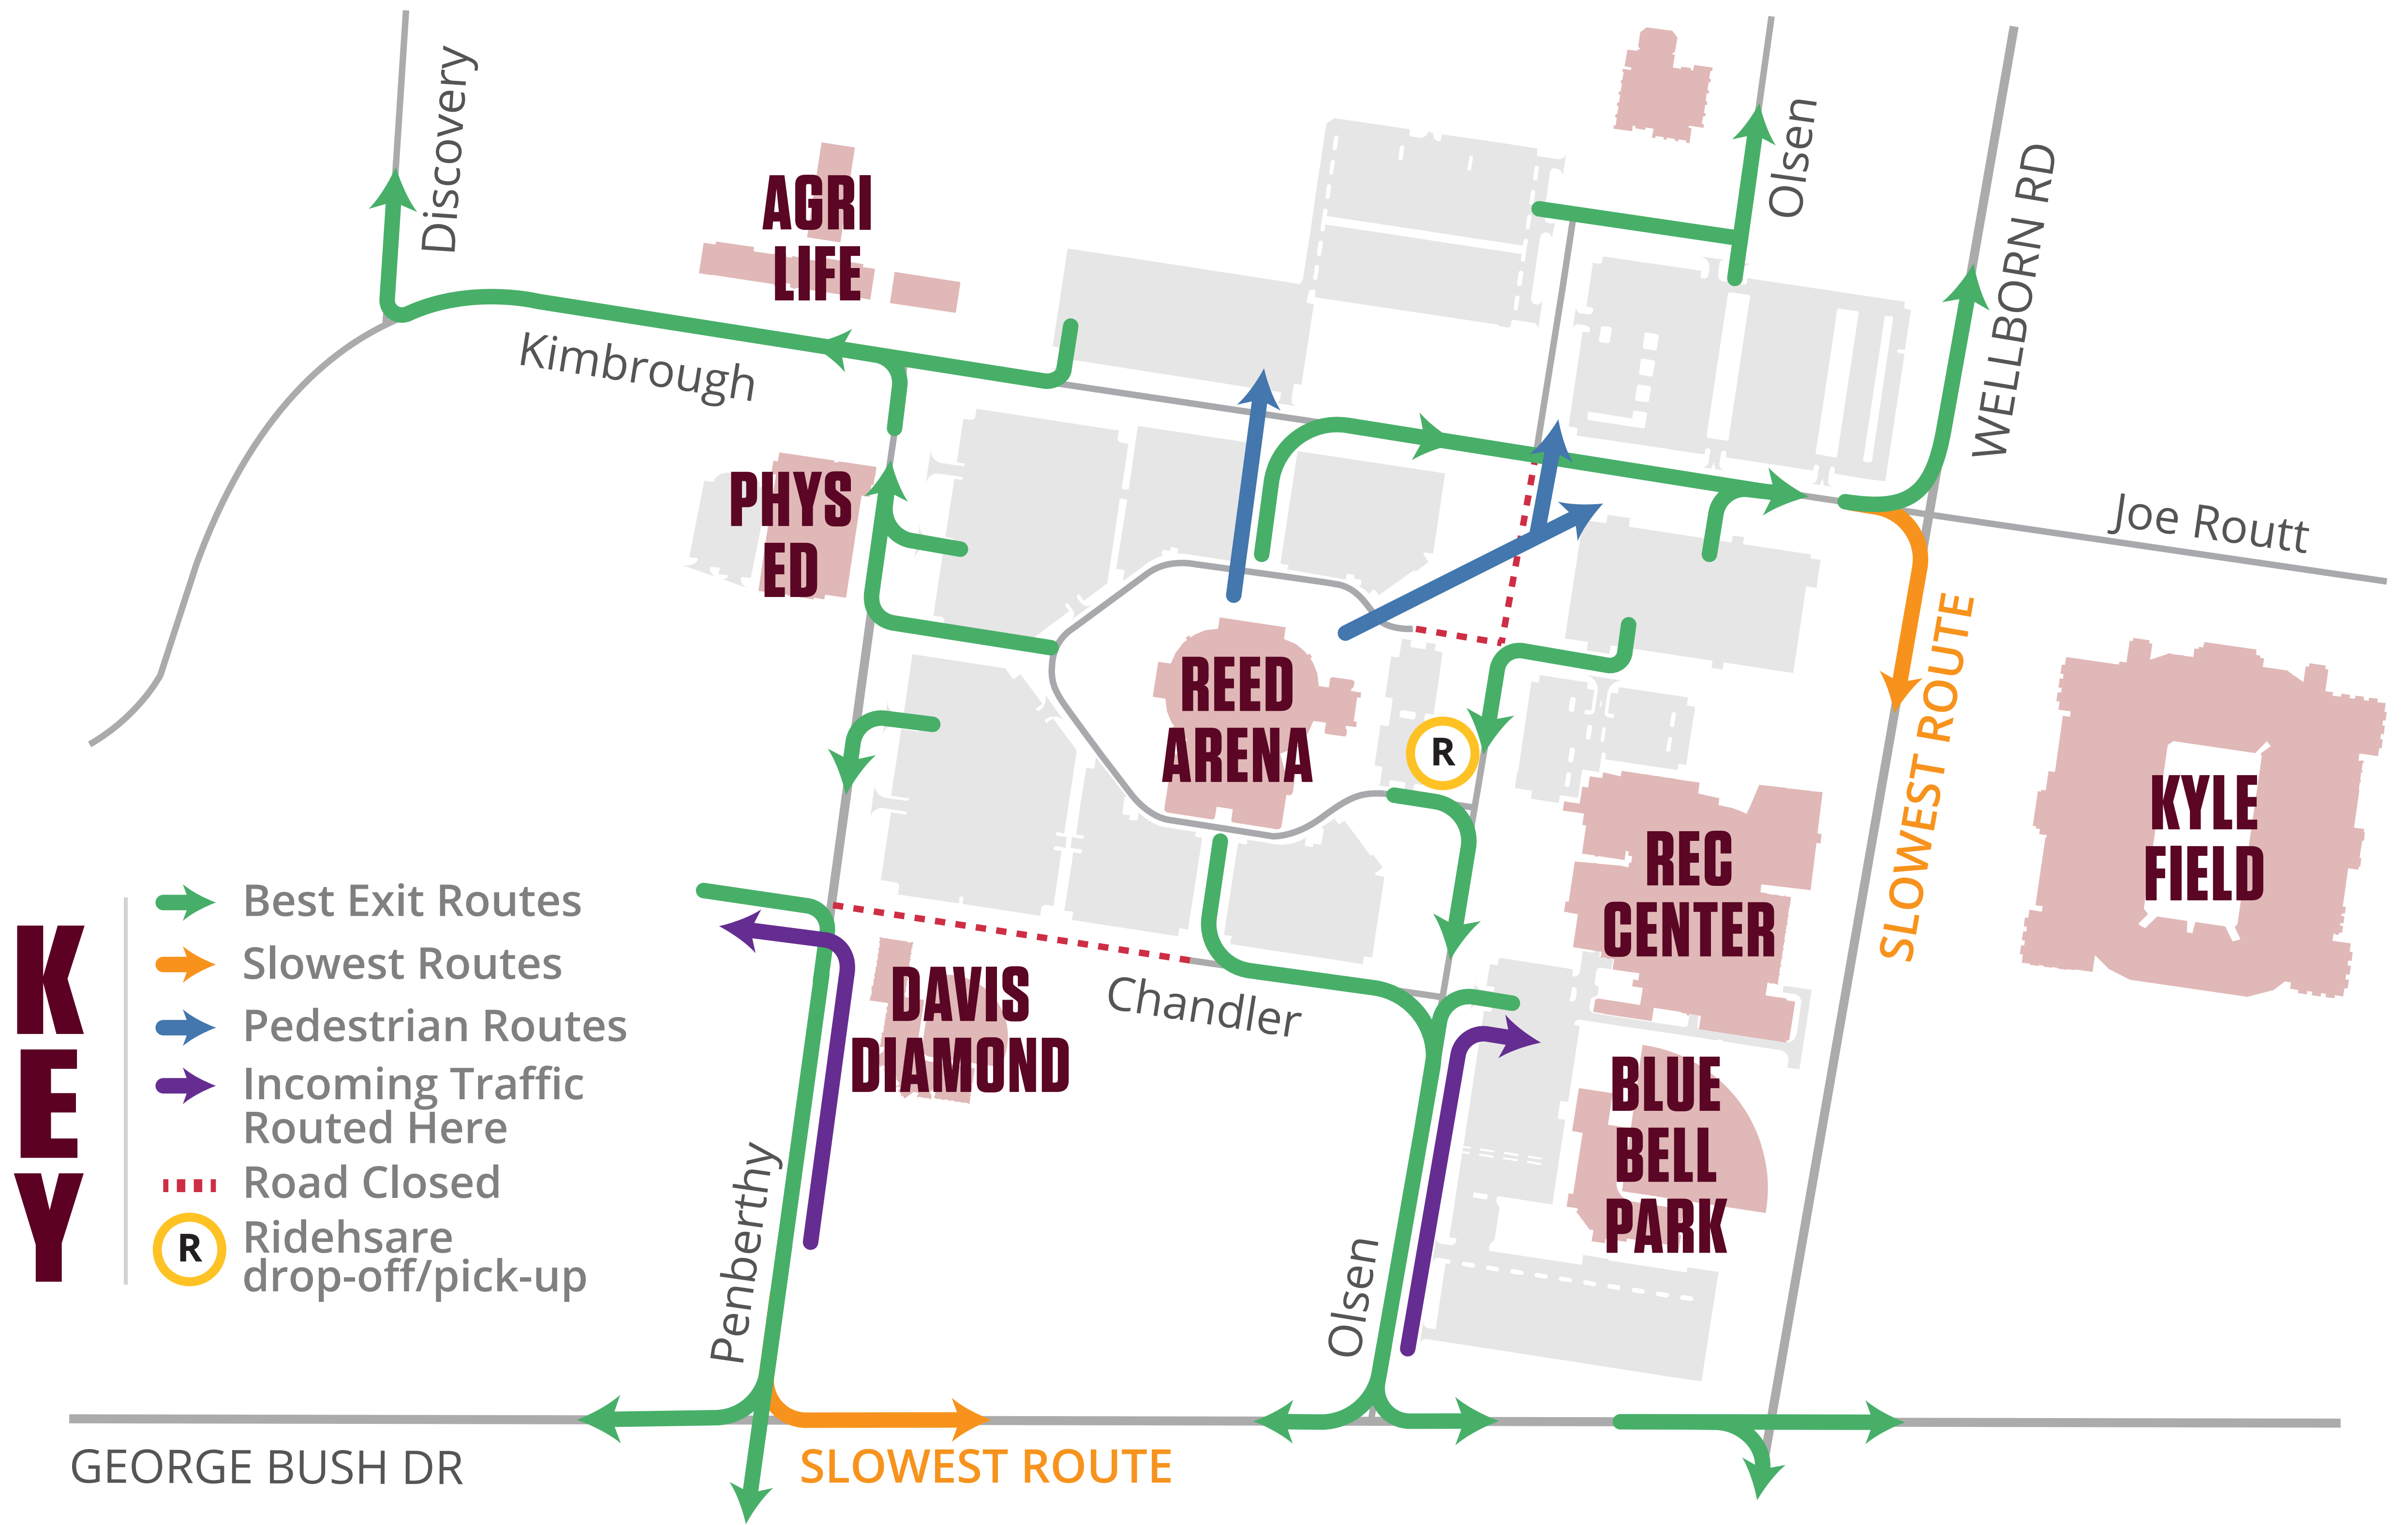 Discovery
Olsen
WELLBORN RD
AGRI
LIFE
Kimbrough
Joe Routt
PHYS
ED
SLOWEST ROUTE
REED
ARENA
R
KYLE
FIELD
REC
CENTER
DAVIS
DIAMOND
Chandler
BLUE
BELL
PARK
Penberthy
Olsen
KEY
Best Exit Routes
Slowest Routes
Pedestrian Routes
Incoming Traffic
Routed Here
Road Closed
R
Ridehsare
drop-off/pick-up
GEORGE BUSH DR
SLOWEST ROUTE